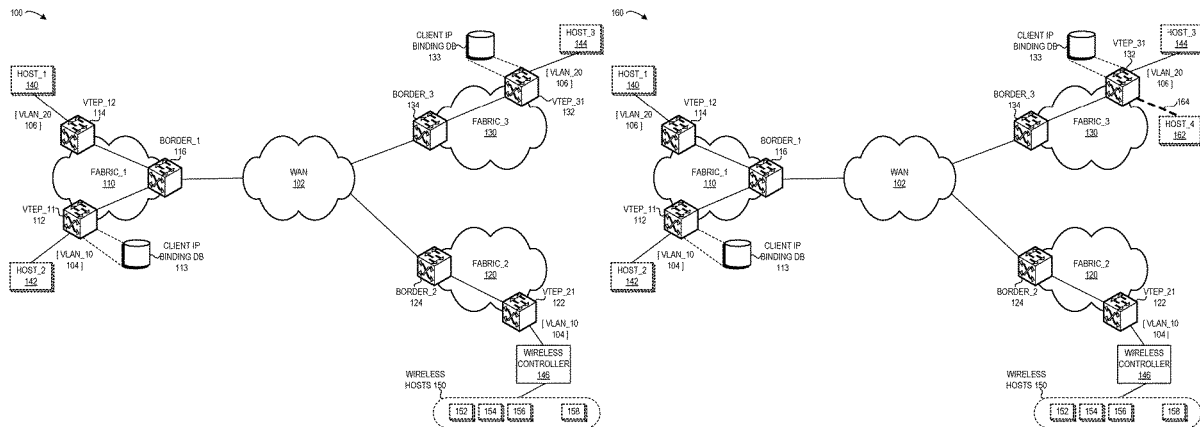 100
CLIENT IP
BINDING DB
133
HOST_3
144
HOST_1
140
[ VLAN_20
106 ]
VTEP_12
114
BORDER_3
134
[ VLAN_20
106 ]
VTEP_31
132
FABRIC_3
130
BORDER_1
116
FABRIC_1
110
WAN
102
VTEP_11
112
HOST_2
142
[ VLAN_10
104 ]
CLIENT IP
BINDING DB
113
FABRIC_2
120
BORDER_2
124
VTEP_21
122
[ VLAN_10
104 ]
WIRELESS
CONTROLLER
146
WIRELESS
HOSTS 150
152
154
156
158
160
CLIENT IP
BINDING DB
133
HOST_3
144
VTEP_31
132
HOST_1
140
[ VLAN_20
106 ]
VTEP_12
114
BORDER_3
134
[ VLAN_20
106 ]
164
HOST_4
162
FABRIC_3
130
BORDER_1
116
FABRIC_1
110
WAN
102
VTEP_11
112
HOST_2
142
[ VLAN_10
104 ]
CLIENT IP
BINDING DB
113
FABRIC_2
120
BORDER_2
124
VTEP_21
122
[ VLAN_10
104 ]
WIRELESS
CONTROLLER
146
WIRELESS
HOSTS 150
152
154
156
158